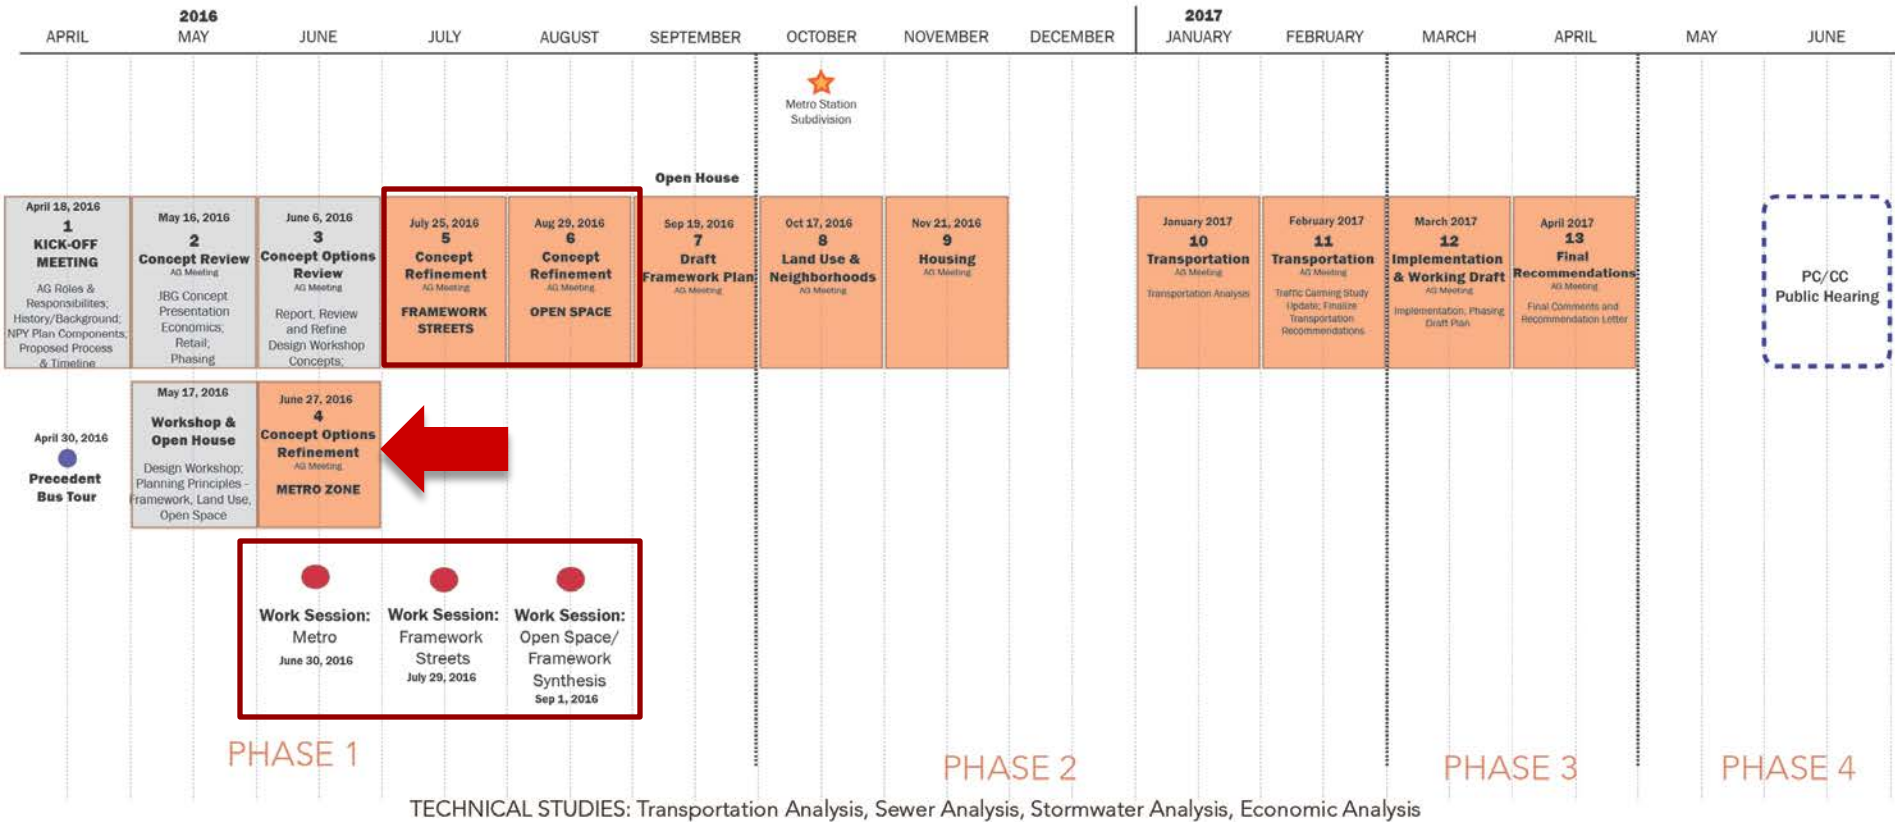 2016
APRIL MAY JUNE JULY AUGUST SEPTEMBER OCTOBER NOVEMBER DECEMBER
2017
JANUARY FEBRUARY MARCH APRIL MAY JUNE
Metro Station
Subdivision
Open House
April 18, 2016
1
KICK-OFF
MEETING
AG Roles &
Responsibilites;
History/Background;
NPY Plan Components;
Proposed Process
& Timeline
May 16, 2016
2
Concept Review
AG Meeting
JBG Concept
Presentation
Economics;
Retail;
Phasing
June 6, 2016
3
Concept Options
Review
AG Meeting
Report, Review
and Refine
Design Workshop
Concepts;
July 25, 2016
5
Concept
Refinement
AG Meeting
FRAMEWORK
STREETS
Aug 29, 2016
6
Concept
Refinement
AG Meeting
OPEN SPACE
Sep 19, 2016
7
Draft
Framework Plan
AG Meeting
Oct 17, 2016
8
Land Use &
Neighborhoods
AG Meeting
Nov 21, 2016
9
Housing
AG Meeting
January 2017
10
Transportation
AG Meeting
Transportation Analysis
February 2017
11
Transportation
AG Meeting
Traffic Calming Study
Update; Finalize
Transportation
Recommendations
March 2017
12
Implementation
& Working Draft
AG Meeting
Implementation, Phasing
Draft Plan
April 2017
13
Final
Recommendations
AG Meeting
Final Comments and
Recommendation Letter
PC/CC
Public Hearing
April 30, 2016
Precedent
Bus Tour
May 17, 2016
Workshop &
Open House
Design Workshop;
Planning Principles -
Framework, Land Use,
Open Space
June 27, 2016
4
Concept Options
Refinement
AG Meeting
METRO ZONE
Work Session:
Metro
June 30, 2016
Work Session:
Framework
Streets
July 29, 2016
Work Session:
Open Space/
Framework
Synthesis
Sep 1, 2016
PHASE 1
PHASE 2
PHASE 3
PHASE 4
TECHNICAL STUDIES: Transportation Analysis, Sewer Analysis, Stormwater Analysis, Economic Analysis